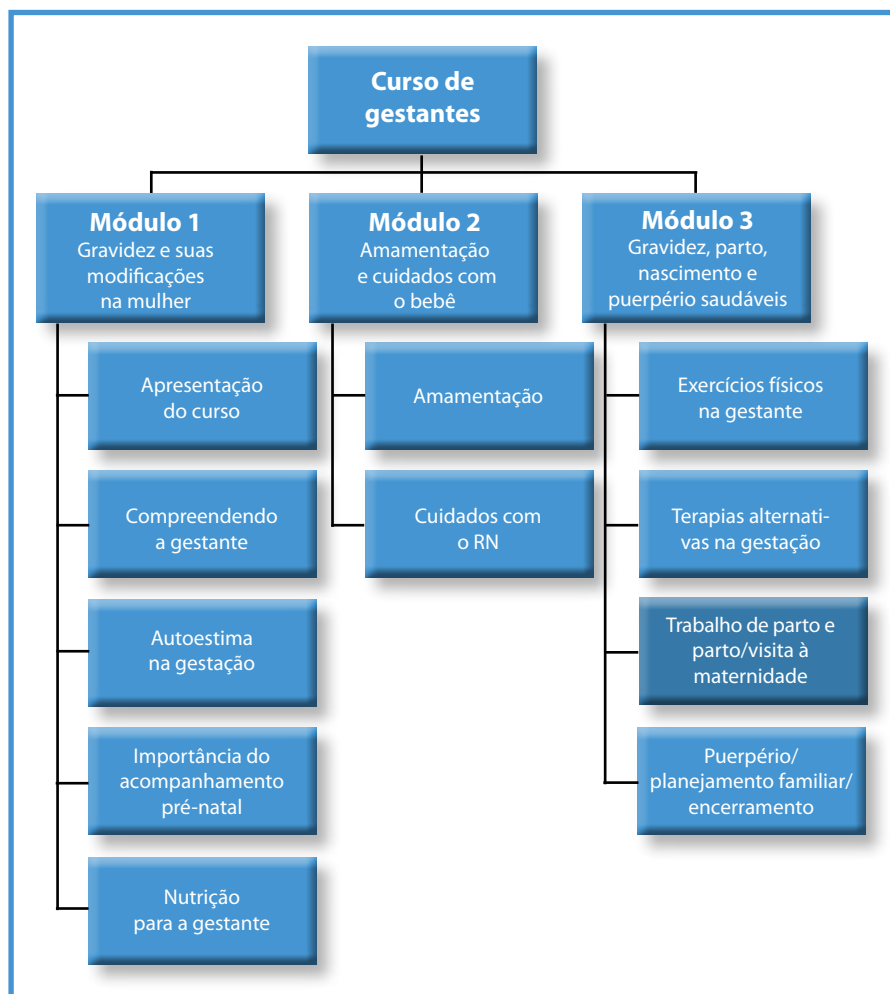 Curso de
gestantes
Módulo 1
Gravidez e suas
modificações
na mulher
Apresentação
do curso
Compreendendo
a gestante
Autoestima
na gestação
Importância do
acompanhamento
pré-natal
Nutrição
para a gestante
Módulo 2
Amamentação
e cuidados com
o bebê
Amamentação
Cuidados com
o RN
Módulo 3
Gravidez, parto,
nascimento e
puerpério saudáveis
Exercícios físicos
na gestante
Terapias alternati-
vas na gestação
Trabalho de parto e
parto/visita à
maternidade
Puerpério/
planejamento familiar/
encerramento